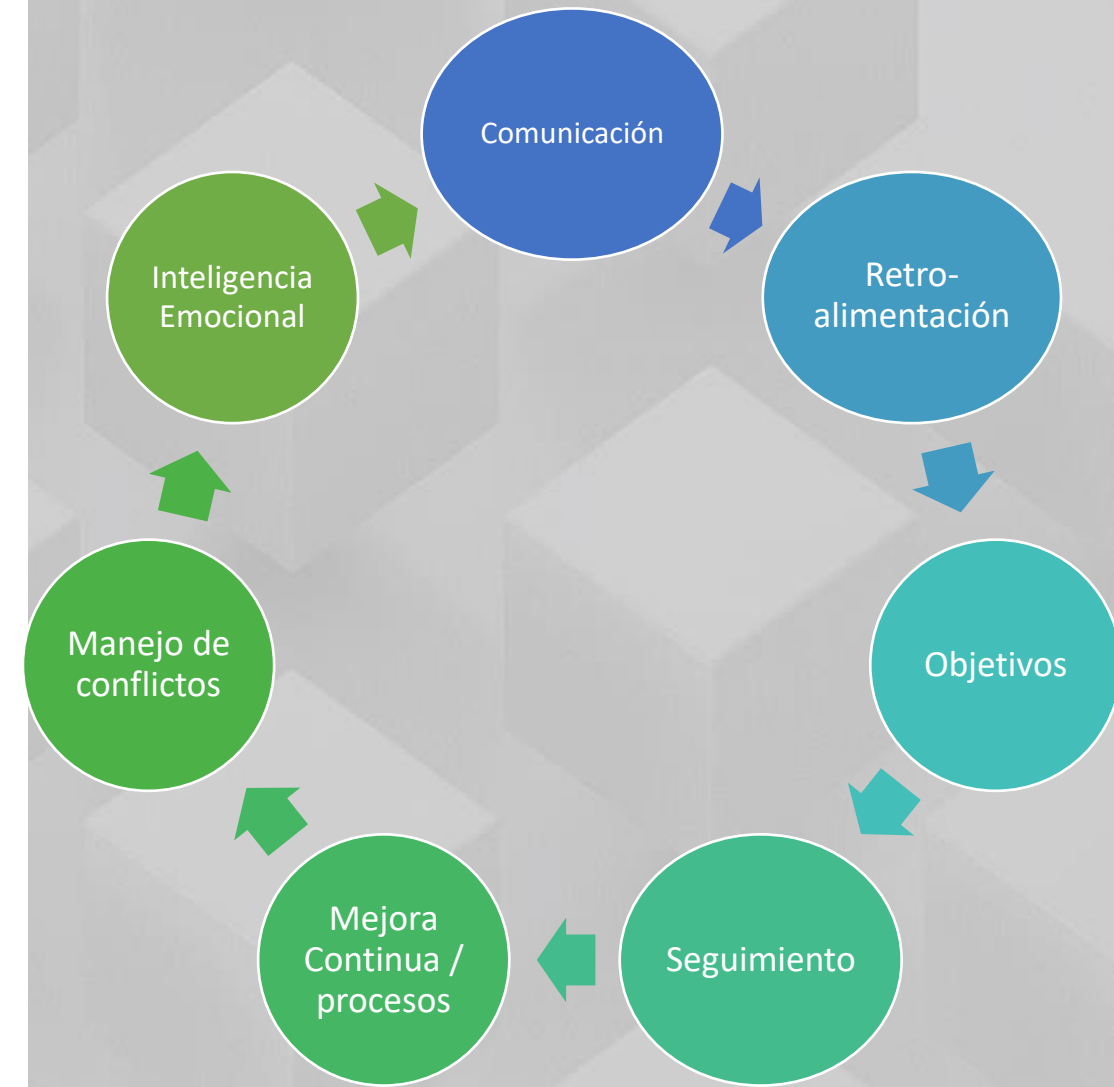 Comunicación
Retro-
alimentación
Objetivos
Seguimiento
Mejora
Continua /
procesos
Manejo de
conflictos
Inteligencia
Emocional